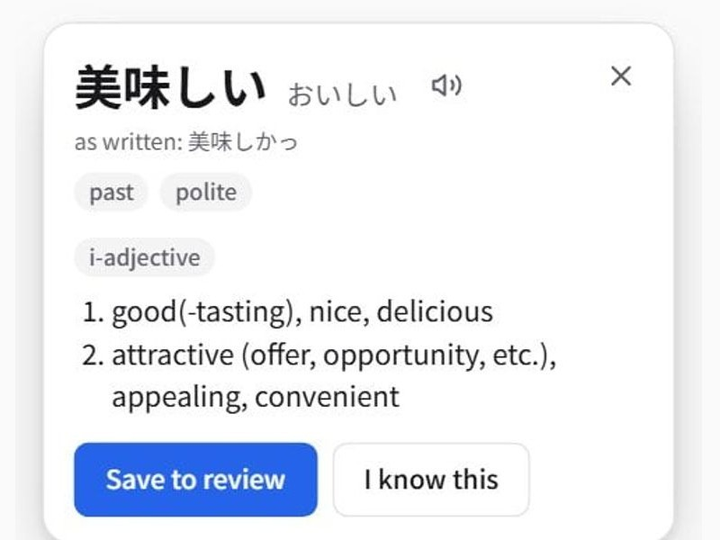 美味しい おいしい
as written: 美味しかっ
past polite
i-adjective
1. good(-tasting), nice, delicious
2. attractive (offer, opportunity, etc.),
appealing, convenient
Save to review I know this